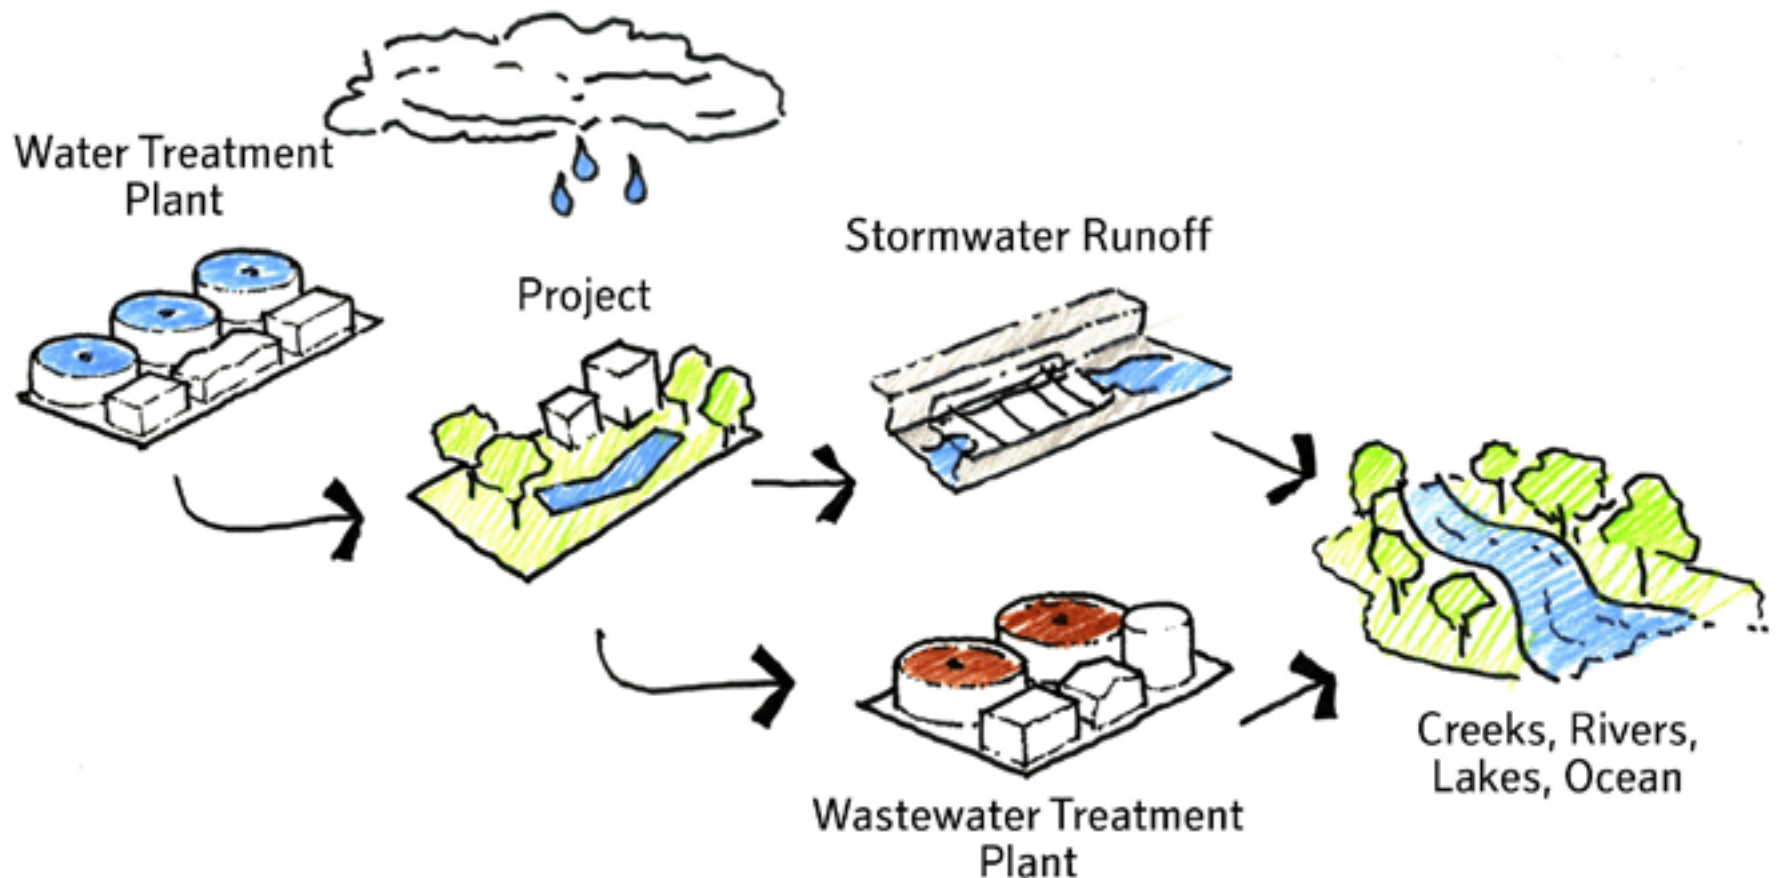 Water Treatment
Plant
Project
Stormwater Runoff
Wastewater Treatment
Plant
Creeks, Rivers,
Lakes, Ocean